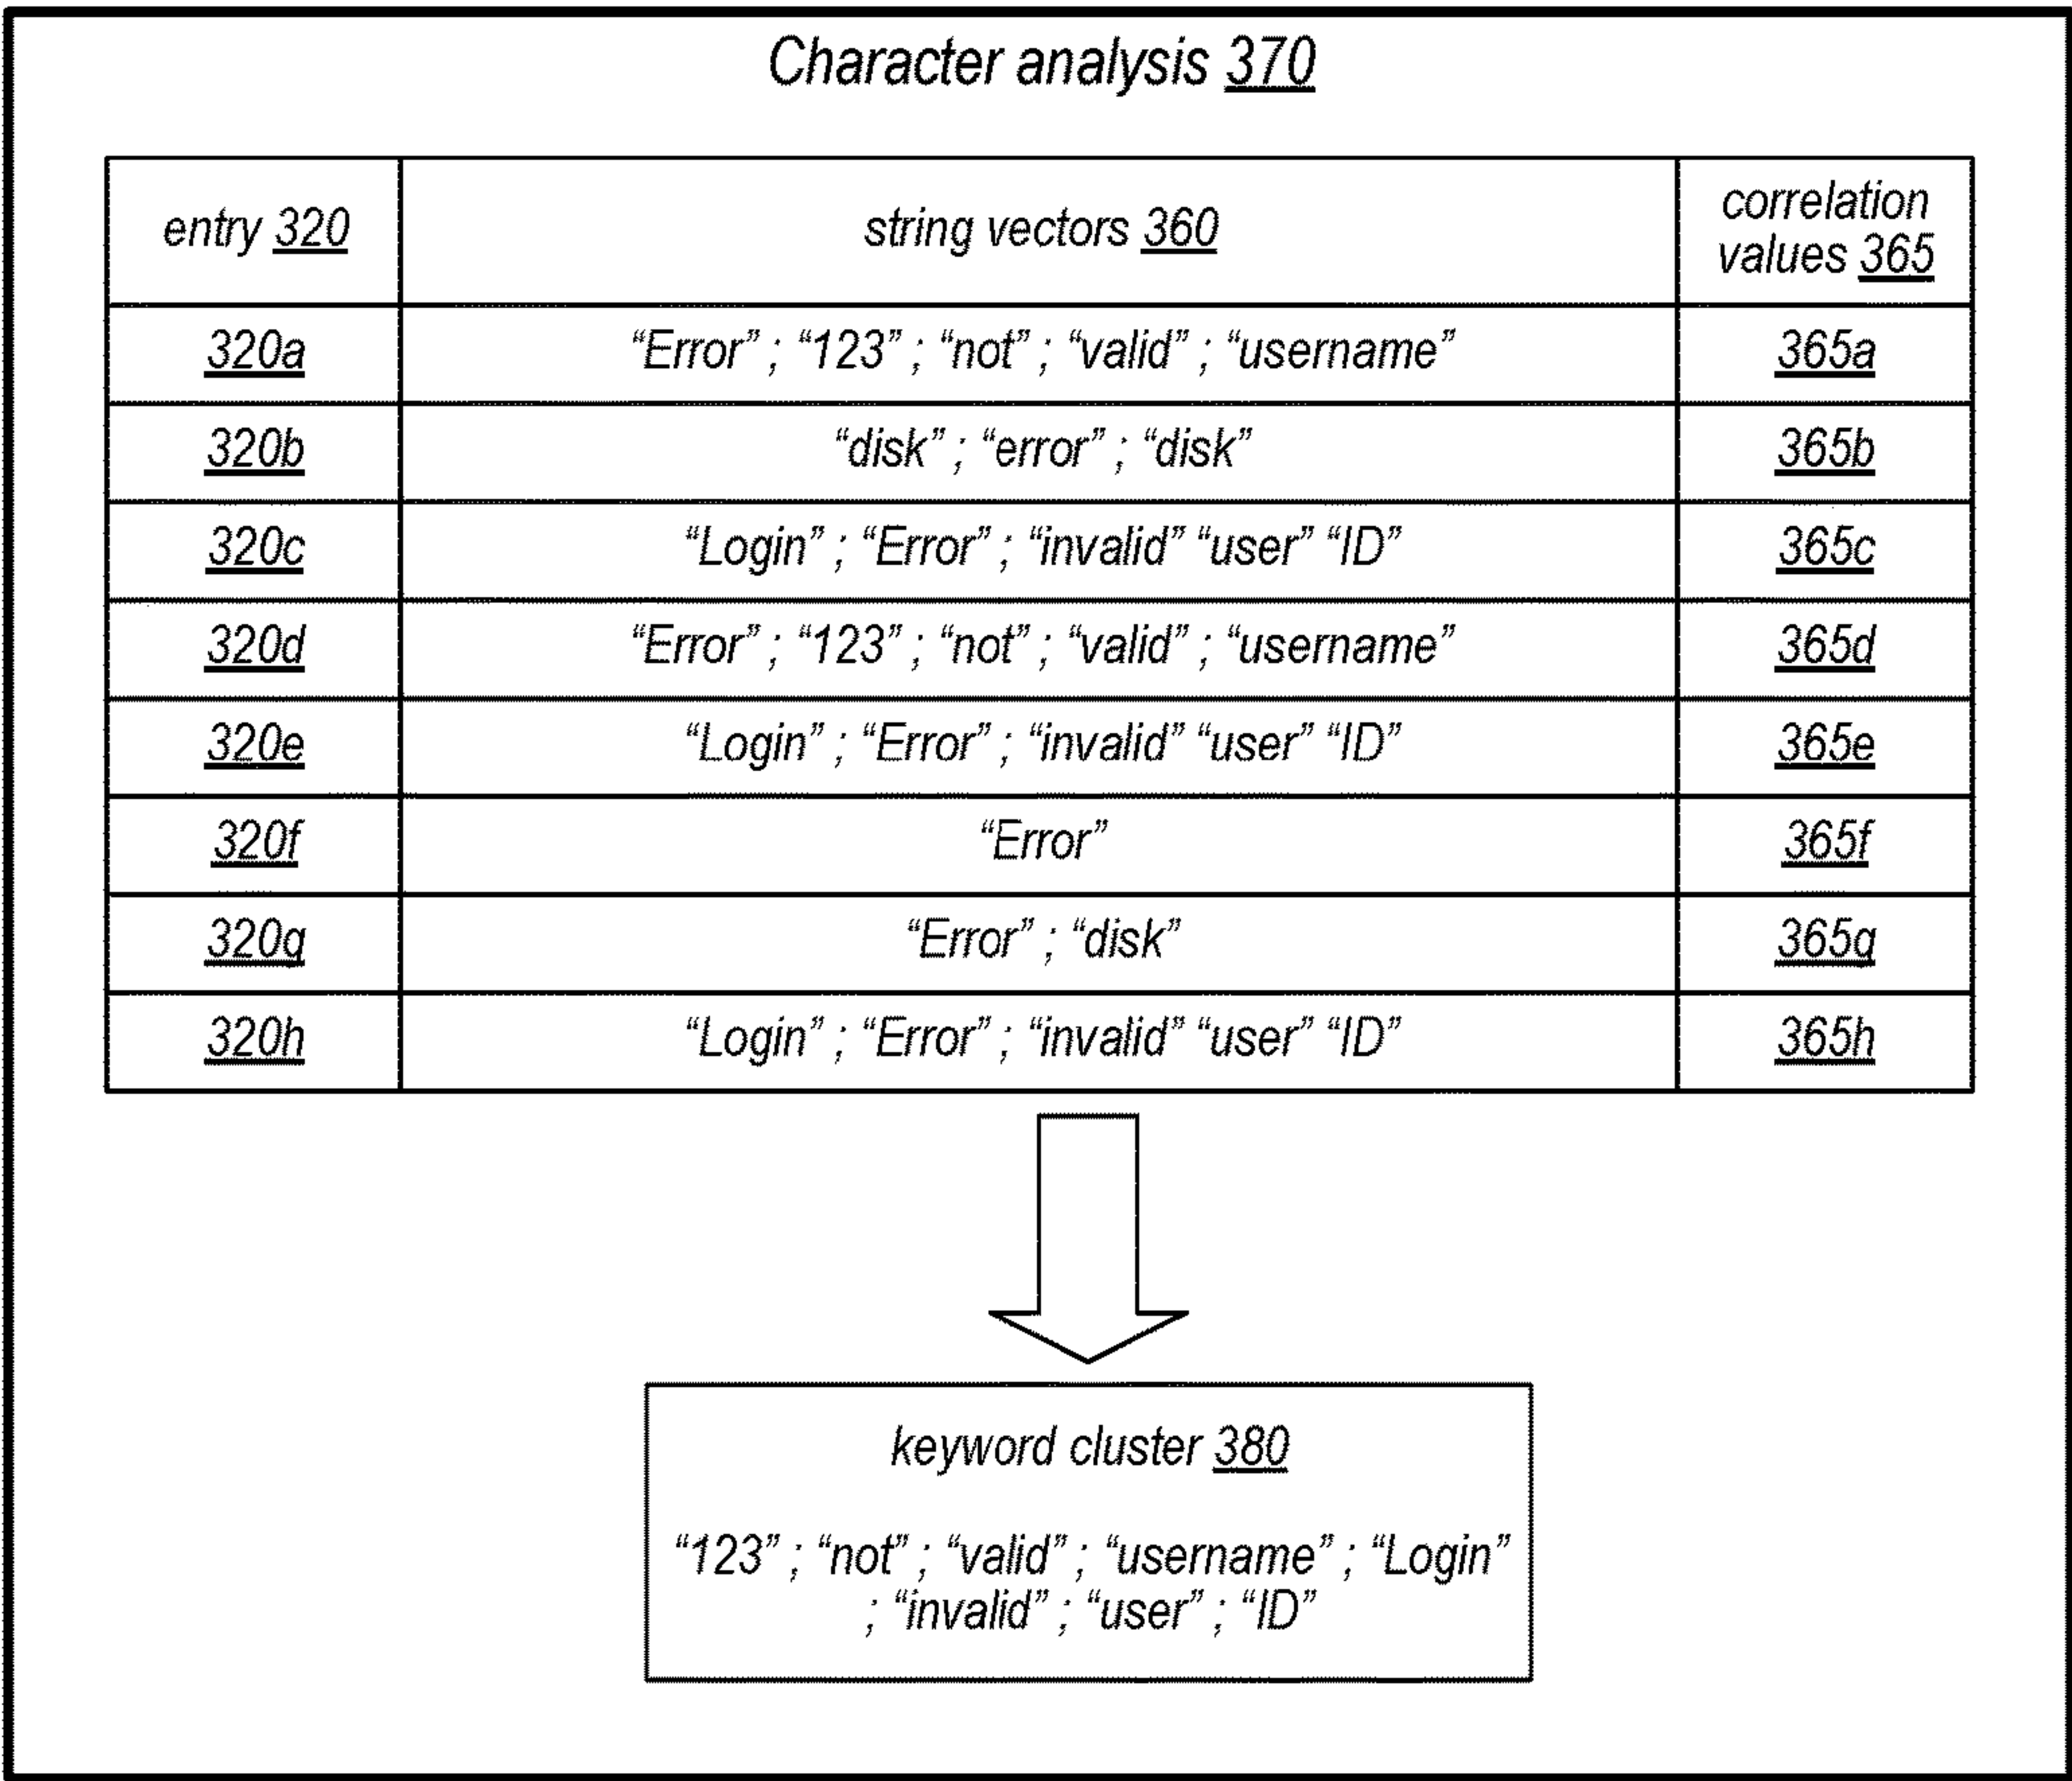 Character analysis 370
entry 320
string vectors 360
correlation
values 365
320a
“Error” ; “123” ; “not” ; “valid” ; “username”
365a
320b
“disk” ; “error” ; “disk”
365b
320c
“Login” ; “Error” ; “invalid” “user” “ID”
365c
320d
“Error” ; “123” ; “not” ; “valid” ; “username”
365d
320e
“Login” ; “Error” ; “invalid” “user” “ID”
365e
320f
“Error”
365f
320g
“Error” ; “disk”
365g
320h
“Login” ; “Error” ; “invalid” “user” “ID”
365h
keyword cluster 380
“123” ; “not” ; “valid” ; “username” ; “Login”
; “invalid” ; “user” ; “ID”